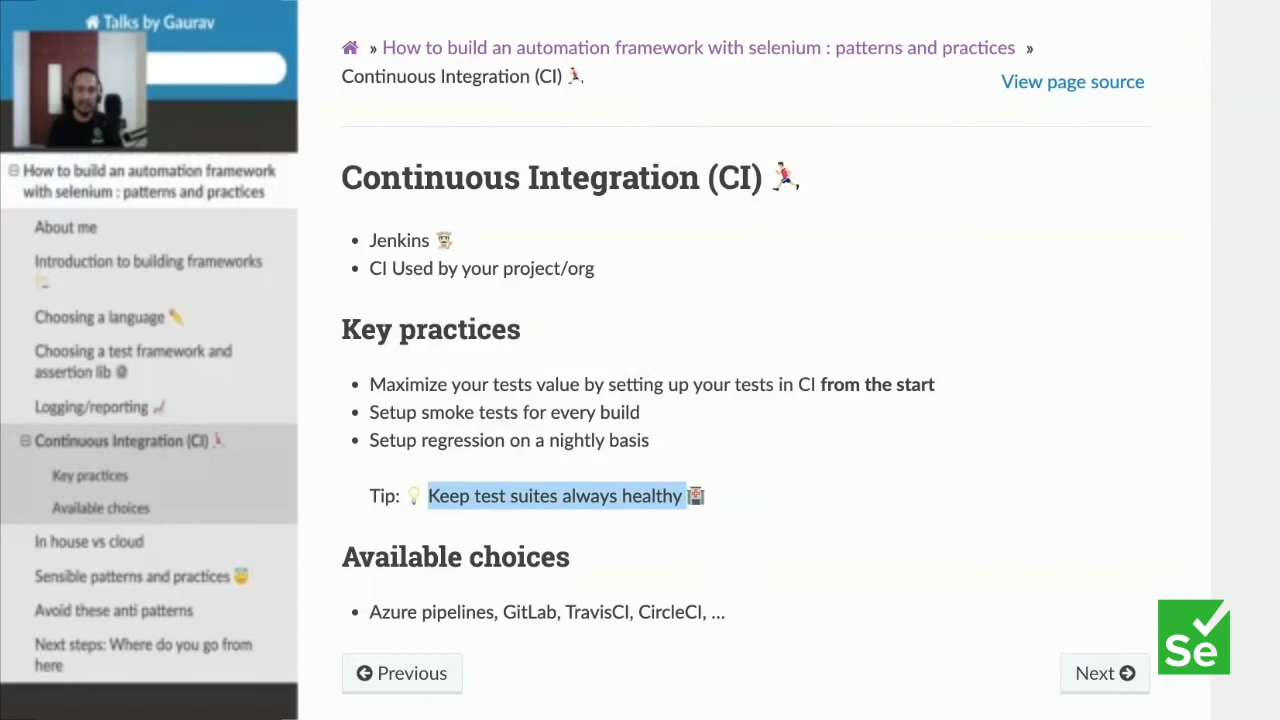 Talks by Gaurav
How to build an automation framework
with selenium : patterns and practices
About me
Introduction to building frameworks
Choosing a language
Choosing a test framework and
assertion lib
Logging/reporting
Continuous Integration (CI)
Key practices
Available choices
In house vs cloud
Sensible patterns and practices
Avoid these anti patterns
Next steps: Where do you go from
here
» How to build an automation framework with selenium : patterns and practices »
Continuous Integration (CI)
View page source
Continuous Integration (CI)
• Jenkins
• CI Used by your project/org
Key practices
• Maximize your tests value by setting up your tests in CI from the start
• Setup smoke tests for every build
• Setup regression on a nightly basis
Tip: Keep test suites always healthy
Available choices
• Azure pipelines, GitLab, TravisCI, CircleCI, ...
Previous
Next
Se